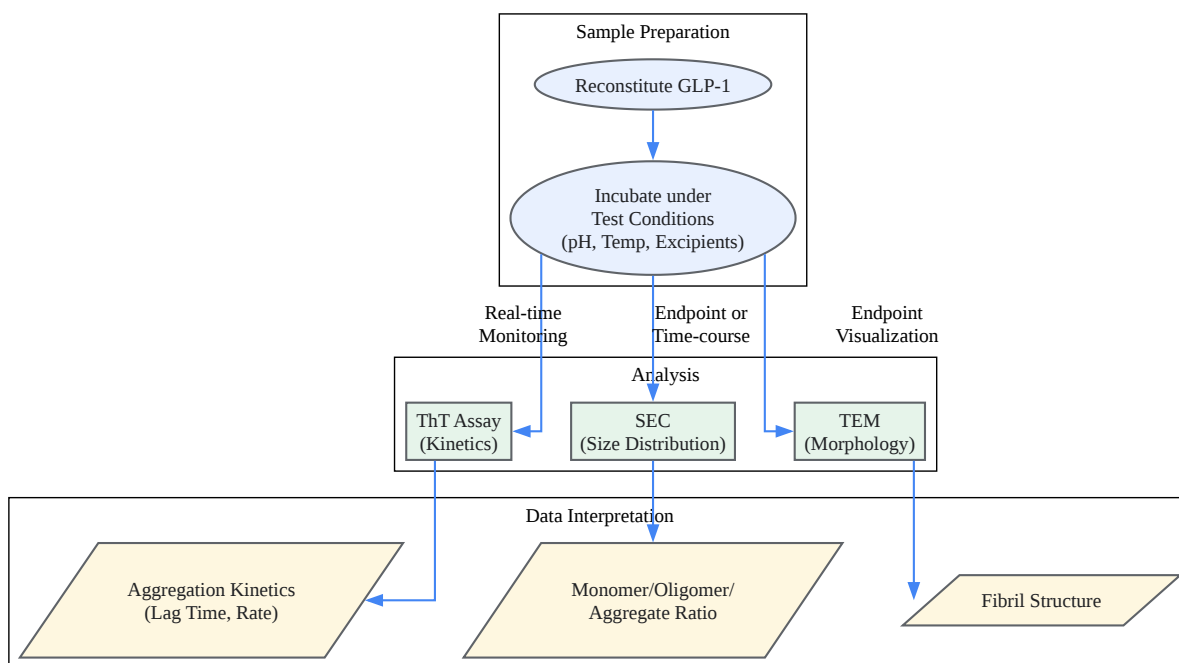 Sample Preparation
Reconstitute GLP-1
Incubate under
Test Conditions
(pH, Temp, Excipients)
Real-time
Monitoring
Endpoint or
Time-course
Endpoint
Visualization
Analysis
ThT Assay
(Kinetics)
SEC
(Size Distribution)
TEM
(Morphology)
Data Interpretation
Aggregation Kinetics
(Lag Time, Rate)
Monomer/Oligomer/
Aggregate Ratio
Fibril Structure